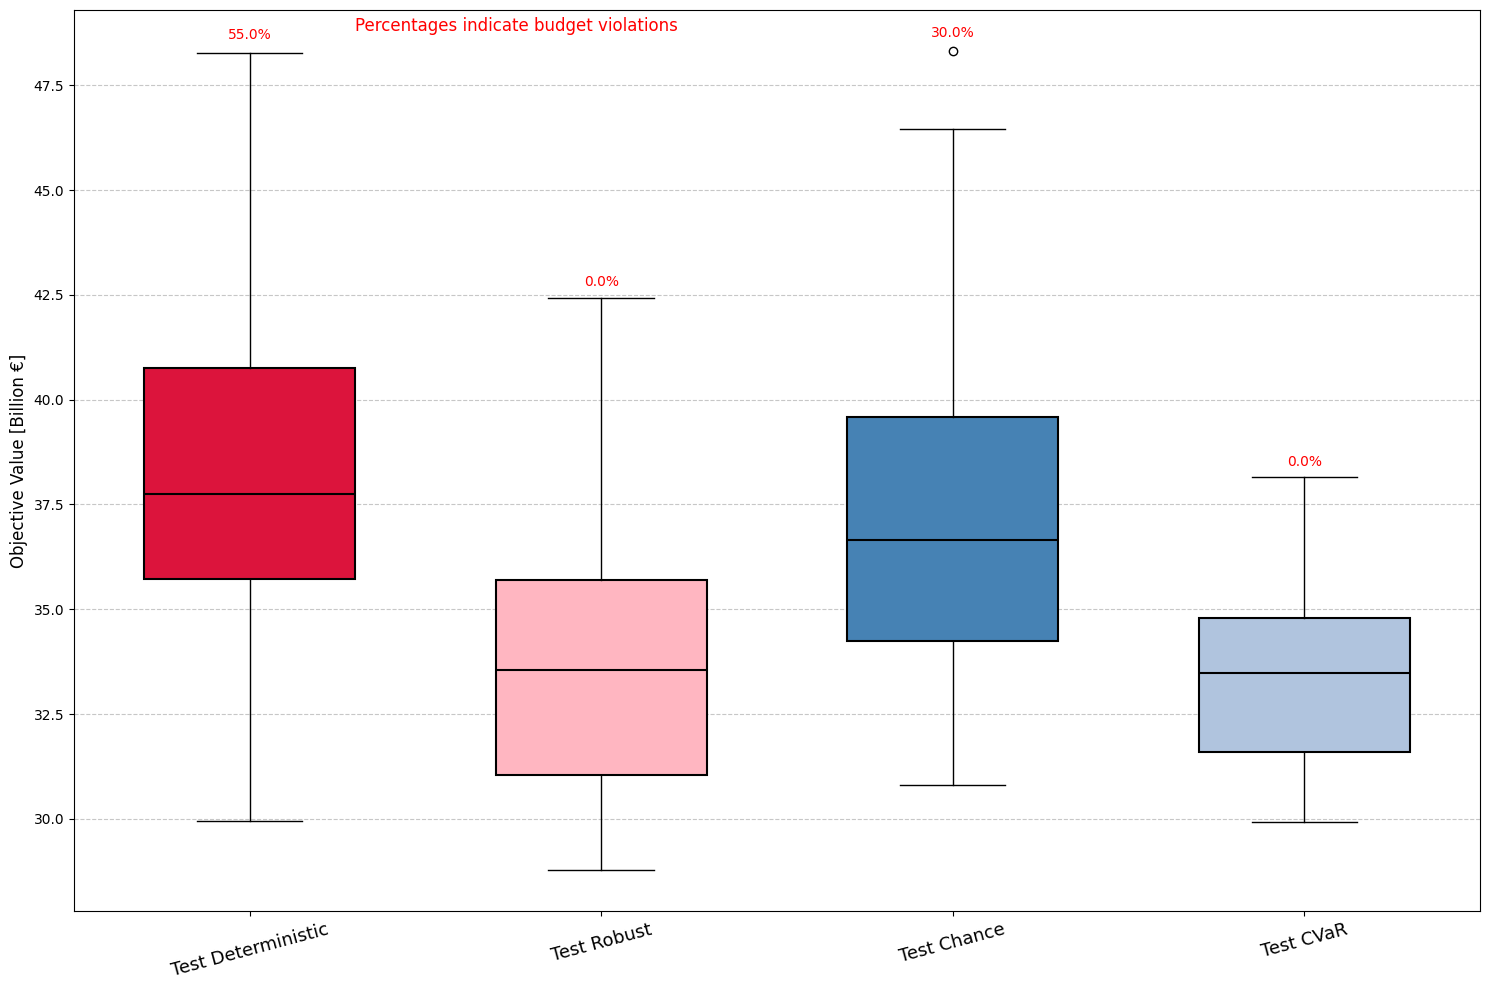 Percentages indicate budget violations
55.0%
30.0%
0.0%
0.0%
Objective Value [Billion €]
47.5
45.0
42.5
40.0
37.5
35.0
32.5
30.0
Test Deterministic
Test Robust
Test Chance
Test CVaR